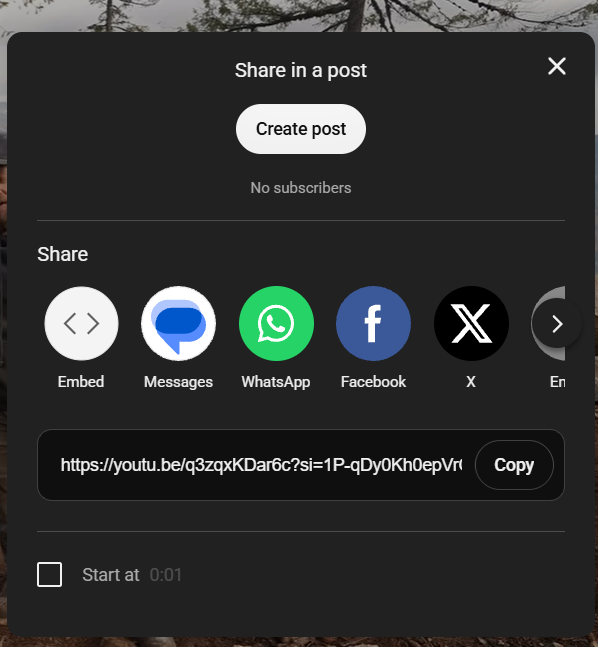 Share in a post
Create post
No subscribers
Share
Embed
Messages
WhatsApp
Facebook
X
En
https://youtu.be/q3zqxKDar6c?si=1P-qDy0Kh0epVr
Copy
Start at 0:01